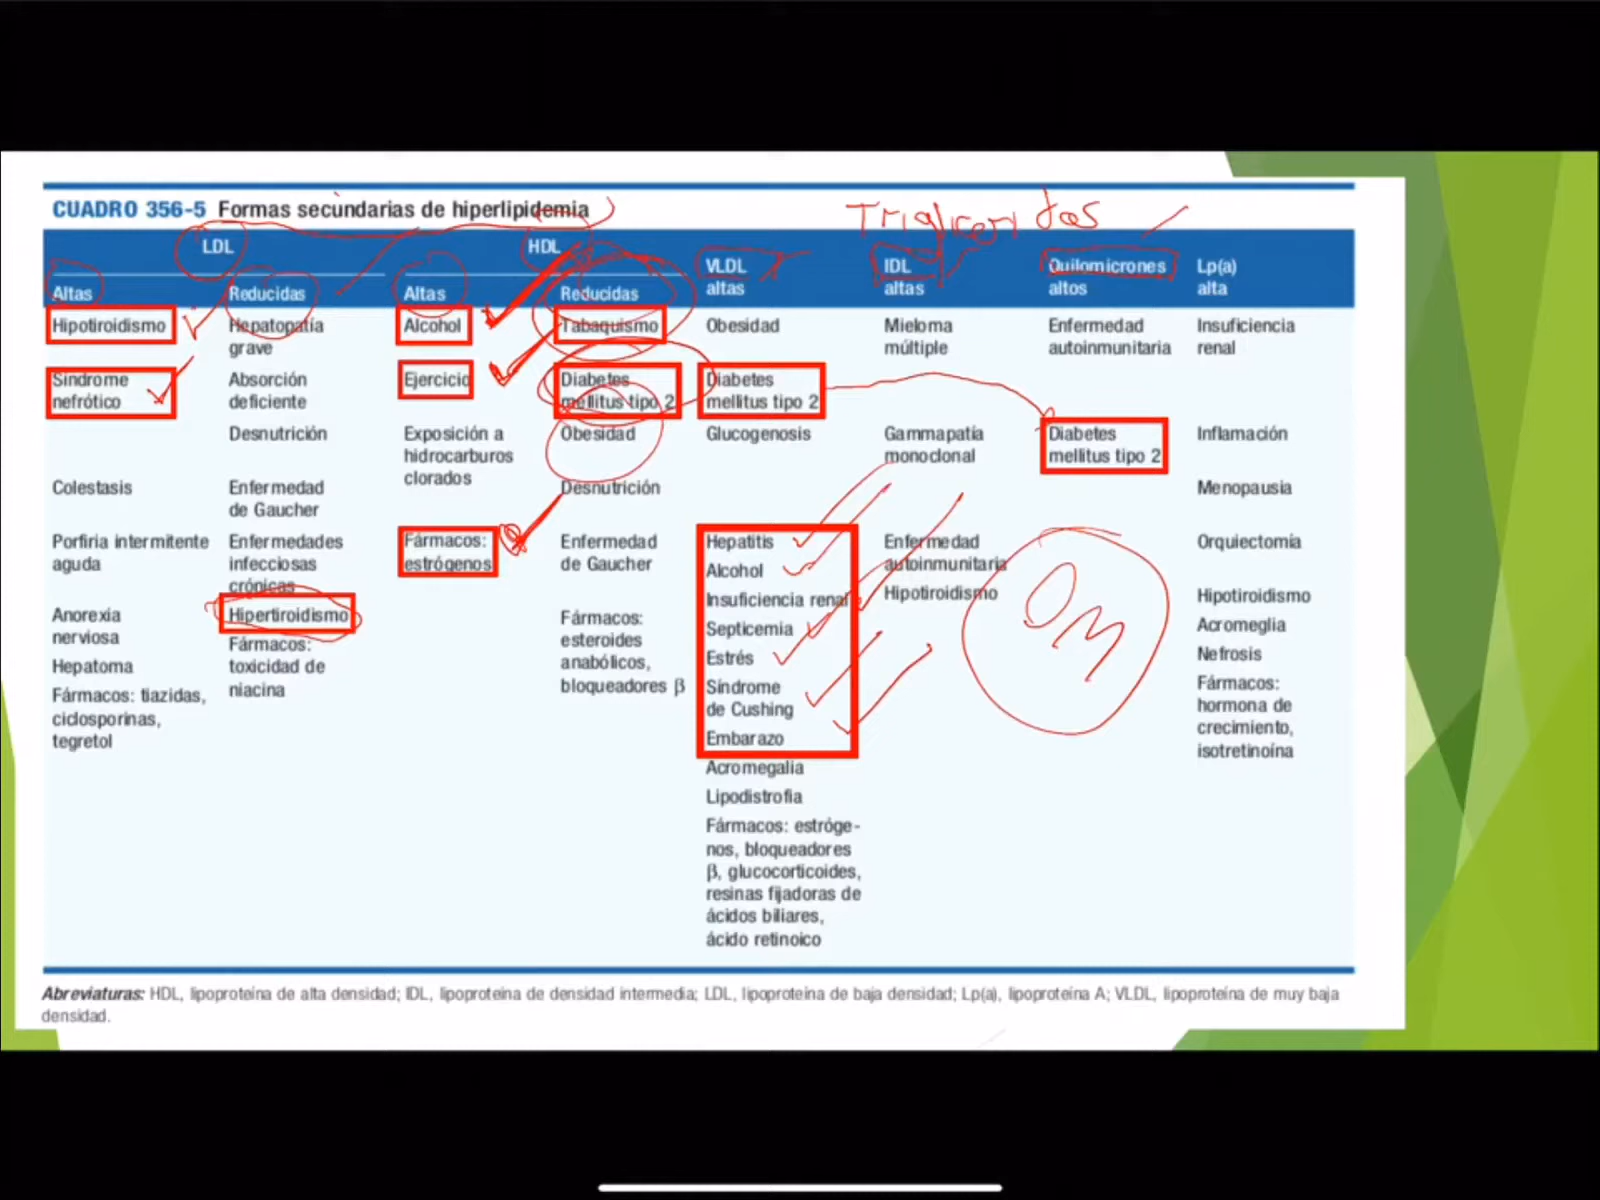 CUADRO 356-5 Formas secundarias de hiperlipidemia
Trigliceridos
LDL
HDL
VLDL altas
IDL altas
Quilomicrones altos
Lp(a) alta
Altas
Reducidas
Altas
Reducidas
Hipotiroidismo
Síndrome
nefrótico
Colestasis
Porfiria intermitente
aguda
Anorexia
nerviosa
Hepatoma
Fármacos: tiazidas,
ciclosporinas,
tegretol
Hepatopatía
grave
Absorción
deficiente
Desnutrición
Enfermedad
de Gaucher
Enfermedades
infecciosas
crónicas
Hipertiroidismo
Fármacos:
toxicidad de
niacina
Alcohol
Ejercicio
Exposición a
hidrocarburos
clorados
Fármacos:
estrógenos
Tabaquismo
Diabetes
mellitus tipo 2
Obesidad
Desnutrición
Enfermedad
de Gaucher
Fármacos:
esteroides
anabólicos,
bloqueadores β
Obesidad
Diabetes
mellitus tipo 2
Glucogenosis
Hepatitis
Alcohol
Insuficiencia renal
Septicemia
Estrés
Síndrome
de Cushing
Embarazo
Acromegalia
Lipodistrofia
Fármacos: estróge-
nos, bloqueadores
β, glucocorticoides,
resinas fijadoras de
ácidos biliares,
ácido retinoico
Mieloma
múltiple
Gammapatía
monoclonal
Enfermedad
autoinmunitaria
Hipotiroidismo
Enfermedad
autoinmunitaria
Diabetes
mellitus tipo 2
DM
Insuficiencia
renal
Inflamación
Menopausia
Orquiectomía
Hipotiroidismo
Acromeglia
Nefrosis
Fármacos:
hormona de
crecimiento,
isotretinoína
Abreviaturas: HDL, lipoproteína de alta densidad; IDL, lipoproteína de densidad intermedia; LDL, lipoproteína de baja densidad; Lp(a), lipoproteína A; VLDL, lipoproteína de muy baja
densidad.